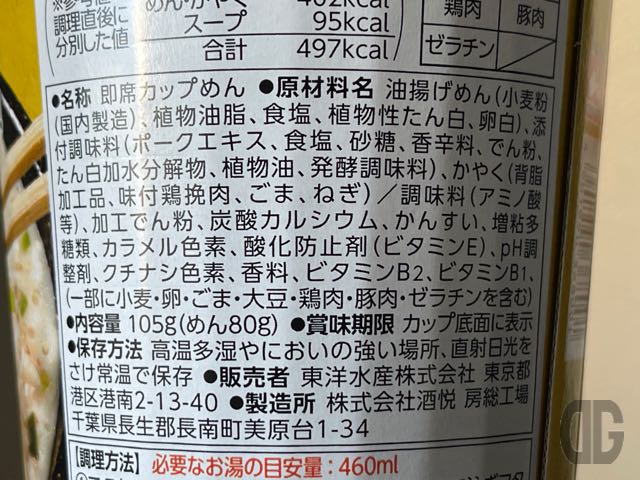 ※参考値
調理直後に
分別した値
めん・かやく 402kcal
スープ 95kcal
合計 497kcal
鶏肉 豚肉
ゼラチン
●名称 即席カップめん ●原材料名 油揚げめん(小麦粉
(国内製造)、植物油脂、食塩、植物性たん白、卵白)、添
付調味料(ポークエキス、食塩、砂糖、香辛料、でん粉、
たん白加水分解物、植物油、発酵調味料)、かやく(背脂
加工品、味付鶏挽肉、ごま、ねぎ)／調味料(アミノ酸
等)、加工でん粉、炭酸カルシウム、かんすい、増粘多
糖類、カラメル色素、酸化防止剤(ビタミンE)、pH調
整剤、クチナシ色素、香料、ビタミンB2、ビタミンB1、
(一部に小麦・卵・ごま・大豆・鶏肉・豚肉・ゼラチンを含む)
●内容量 105g(めん80g) ●賞味期限 カップ底面に表示
●保存方法 高温多湿やにおいの強い場所、直射日光を
さけ常温で保存 ●販売者 東洋水産株式会社 東京都
港区港南2-13-40 ●製造所 株式会社酒悦 房総工場
千葉県長生郡長南町美原台1-34
【調理方法】 必要なお湯の目安量：460ml
DG